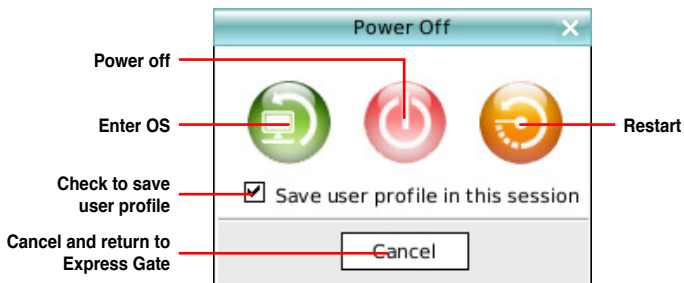 Power Off
Power off
Enter OS
Restart
Check to save
user profile
Save user profile in this session
Cancel and return to
Express Gate
Cancel